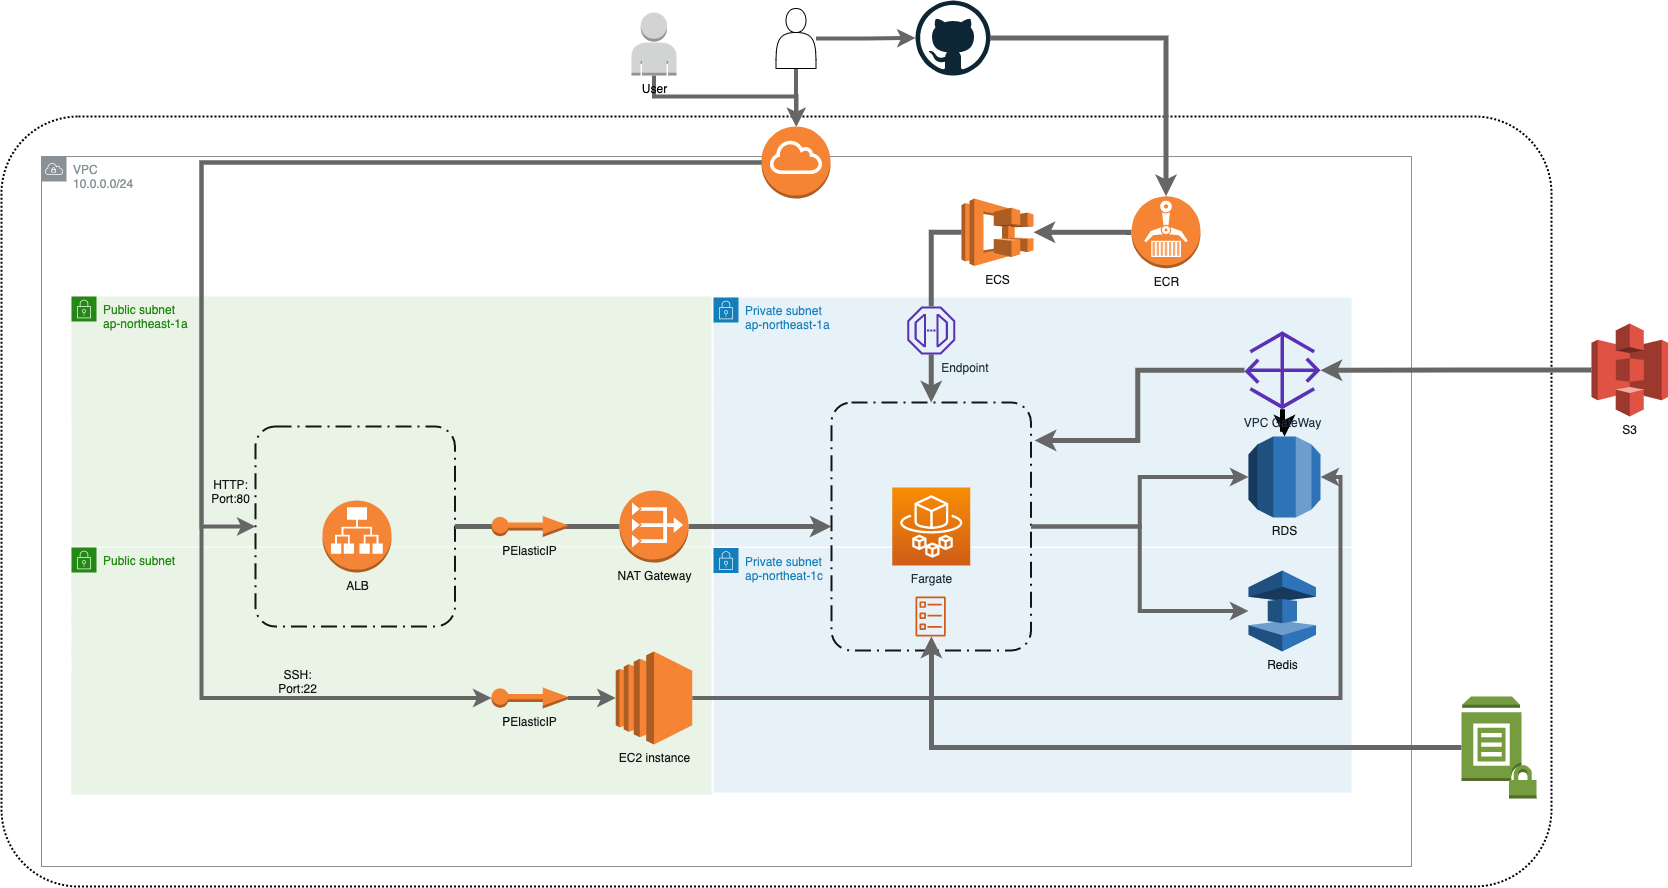 User
VPC
10.0.0.0/24
ECS
ECR
Public subnet
ap-northeast-1a
Private subnet
ap-northeast-1a
Endpoint
VPC GateWay
S3
HTTP:
Port:80
PElasticIP
RDS
Public subnet
ALB
NAT Gateway
Private subnet
ap-northeat-1c
Fargate
Redis
SSH:
Port:22
PElasticIP
EC2 instance